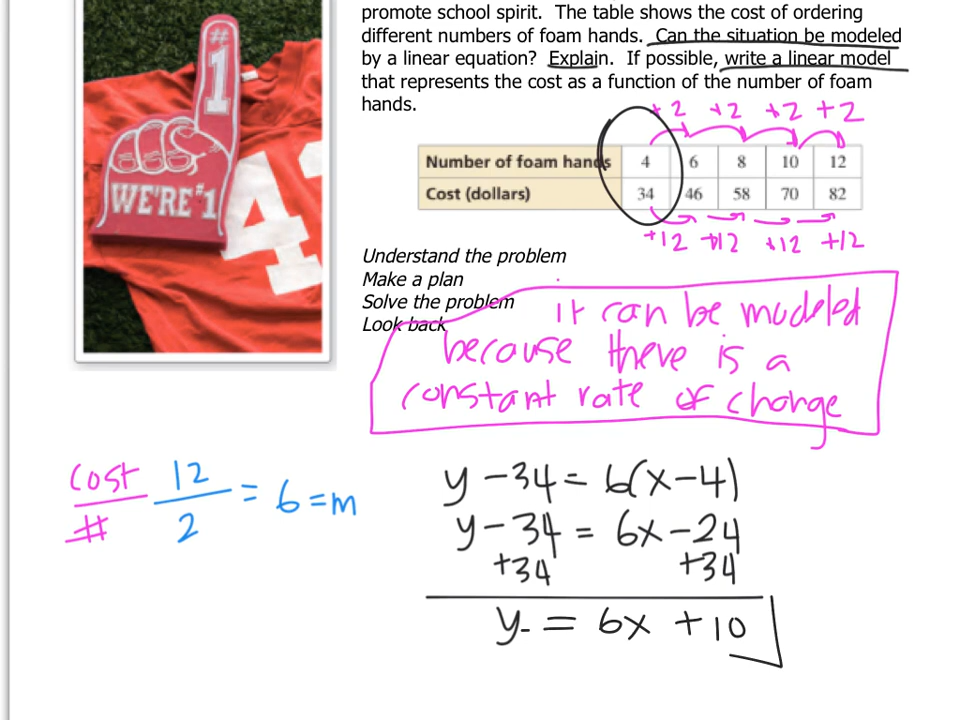 promote school spirit. The table shows the cost of ordering
different numbers of foam hands. Can the situation be modeled
by a linear equation? Explain. If possible, write a linear model
that represents the cost as a function of the number of foam
hands.
+2 +2 +2 +2
Number of foam hands 4 6 8 10 12
Cost (dollars) 34 46 58 70 82
+12 +12 +12 +12
#1
WE'RE #1
4
Understand the problem
Make a plan
Solve the problem
Look back
it can be modeled
because there is a
constant rate of change
cost/# 12/2 = 6 = m
y - 34 = 6(x - 4)
y - 34 = 6x - 24
+34 +34
y = 6x + 10